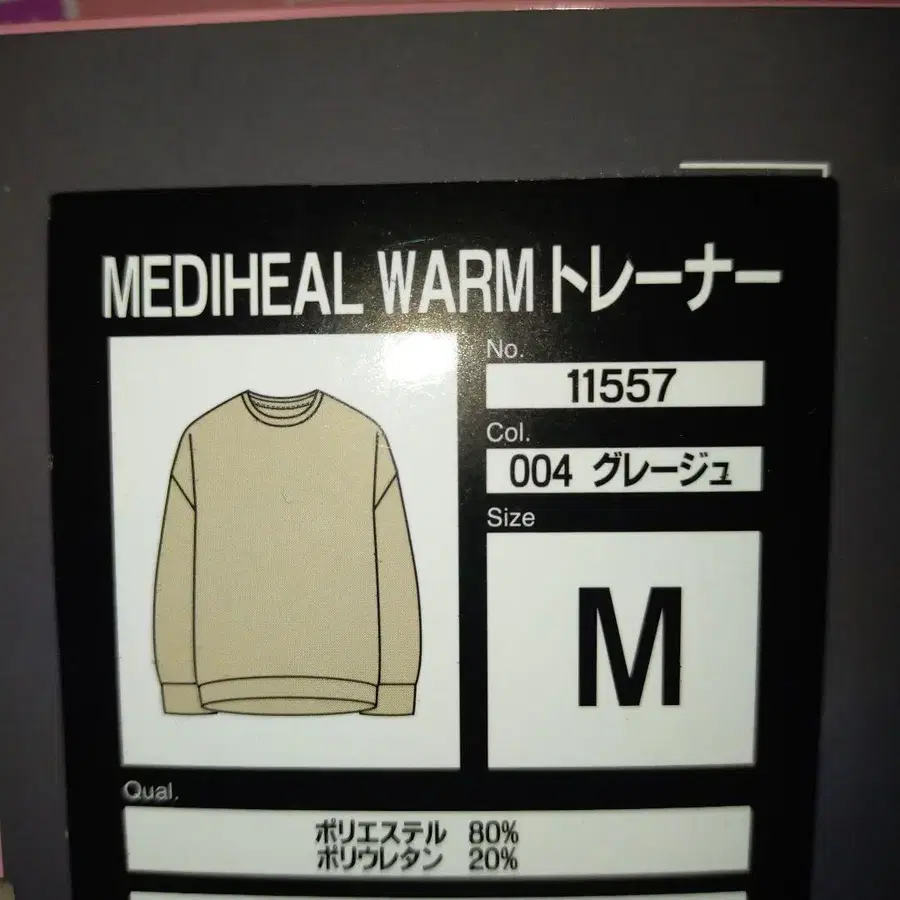 MEDIHEAL WARM トレーナー
No.
11557
Col.
004 グレージュ
Size
M
Qual.
ポリエステル 80%
ポリウレタン 20%